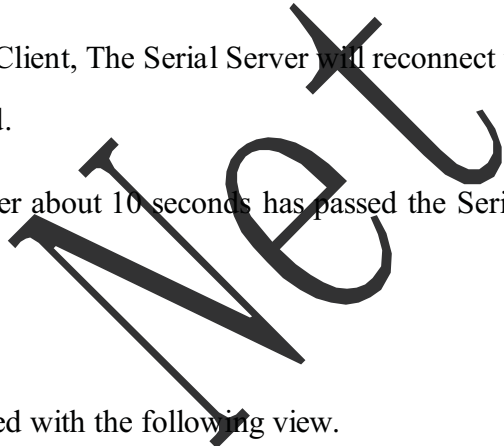 Client, The Serial Server will reconnect
d.
er about 10 seconds has passed the Seri
ed with the following view.
Net